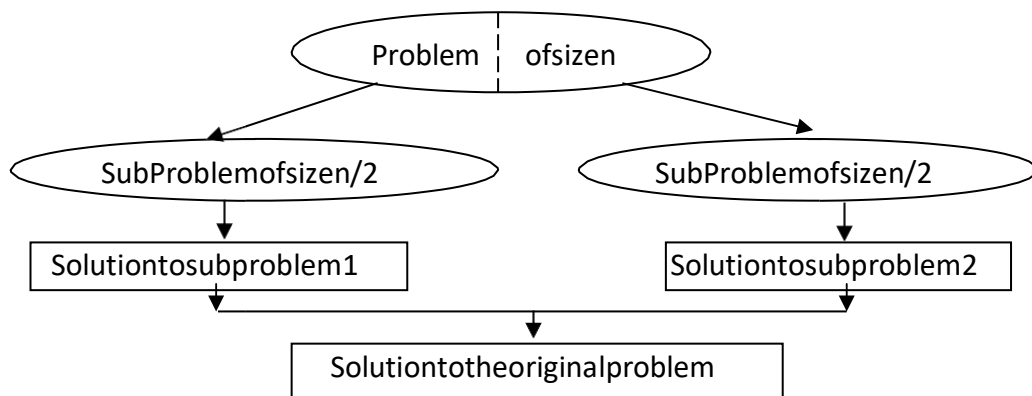 Problem ofsizen
SubProblemofsizen/2
SubProblemofsizen/2
Solutiontosubproblem1
Solutiontosubproblem2
Solutiontotheoriginalproblem